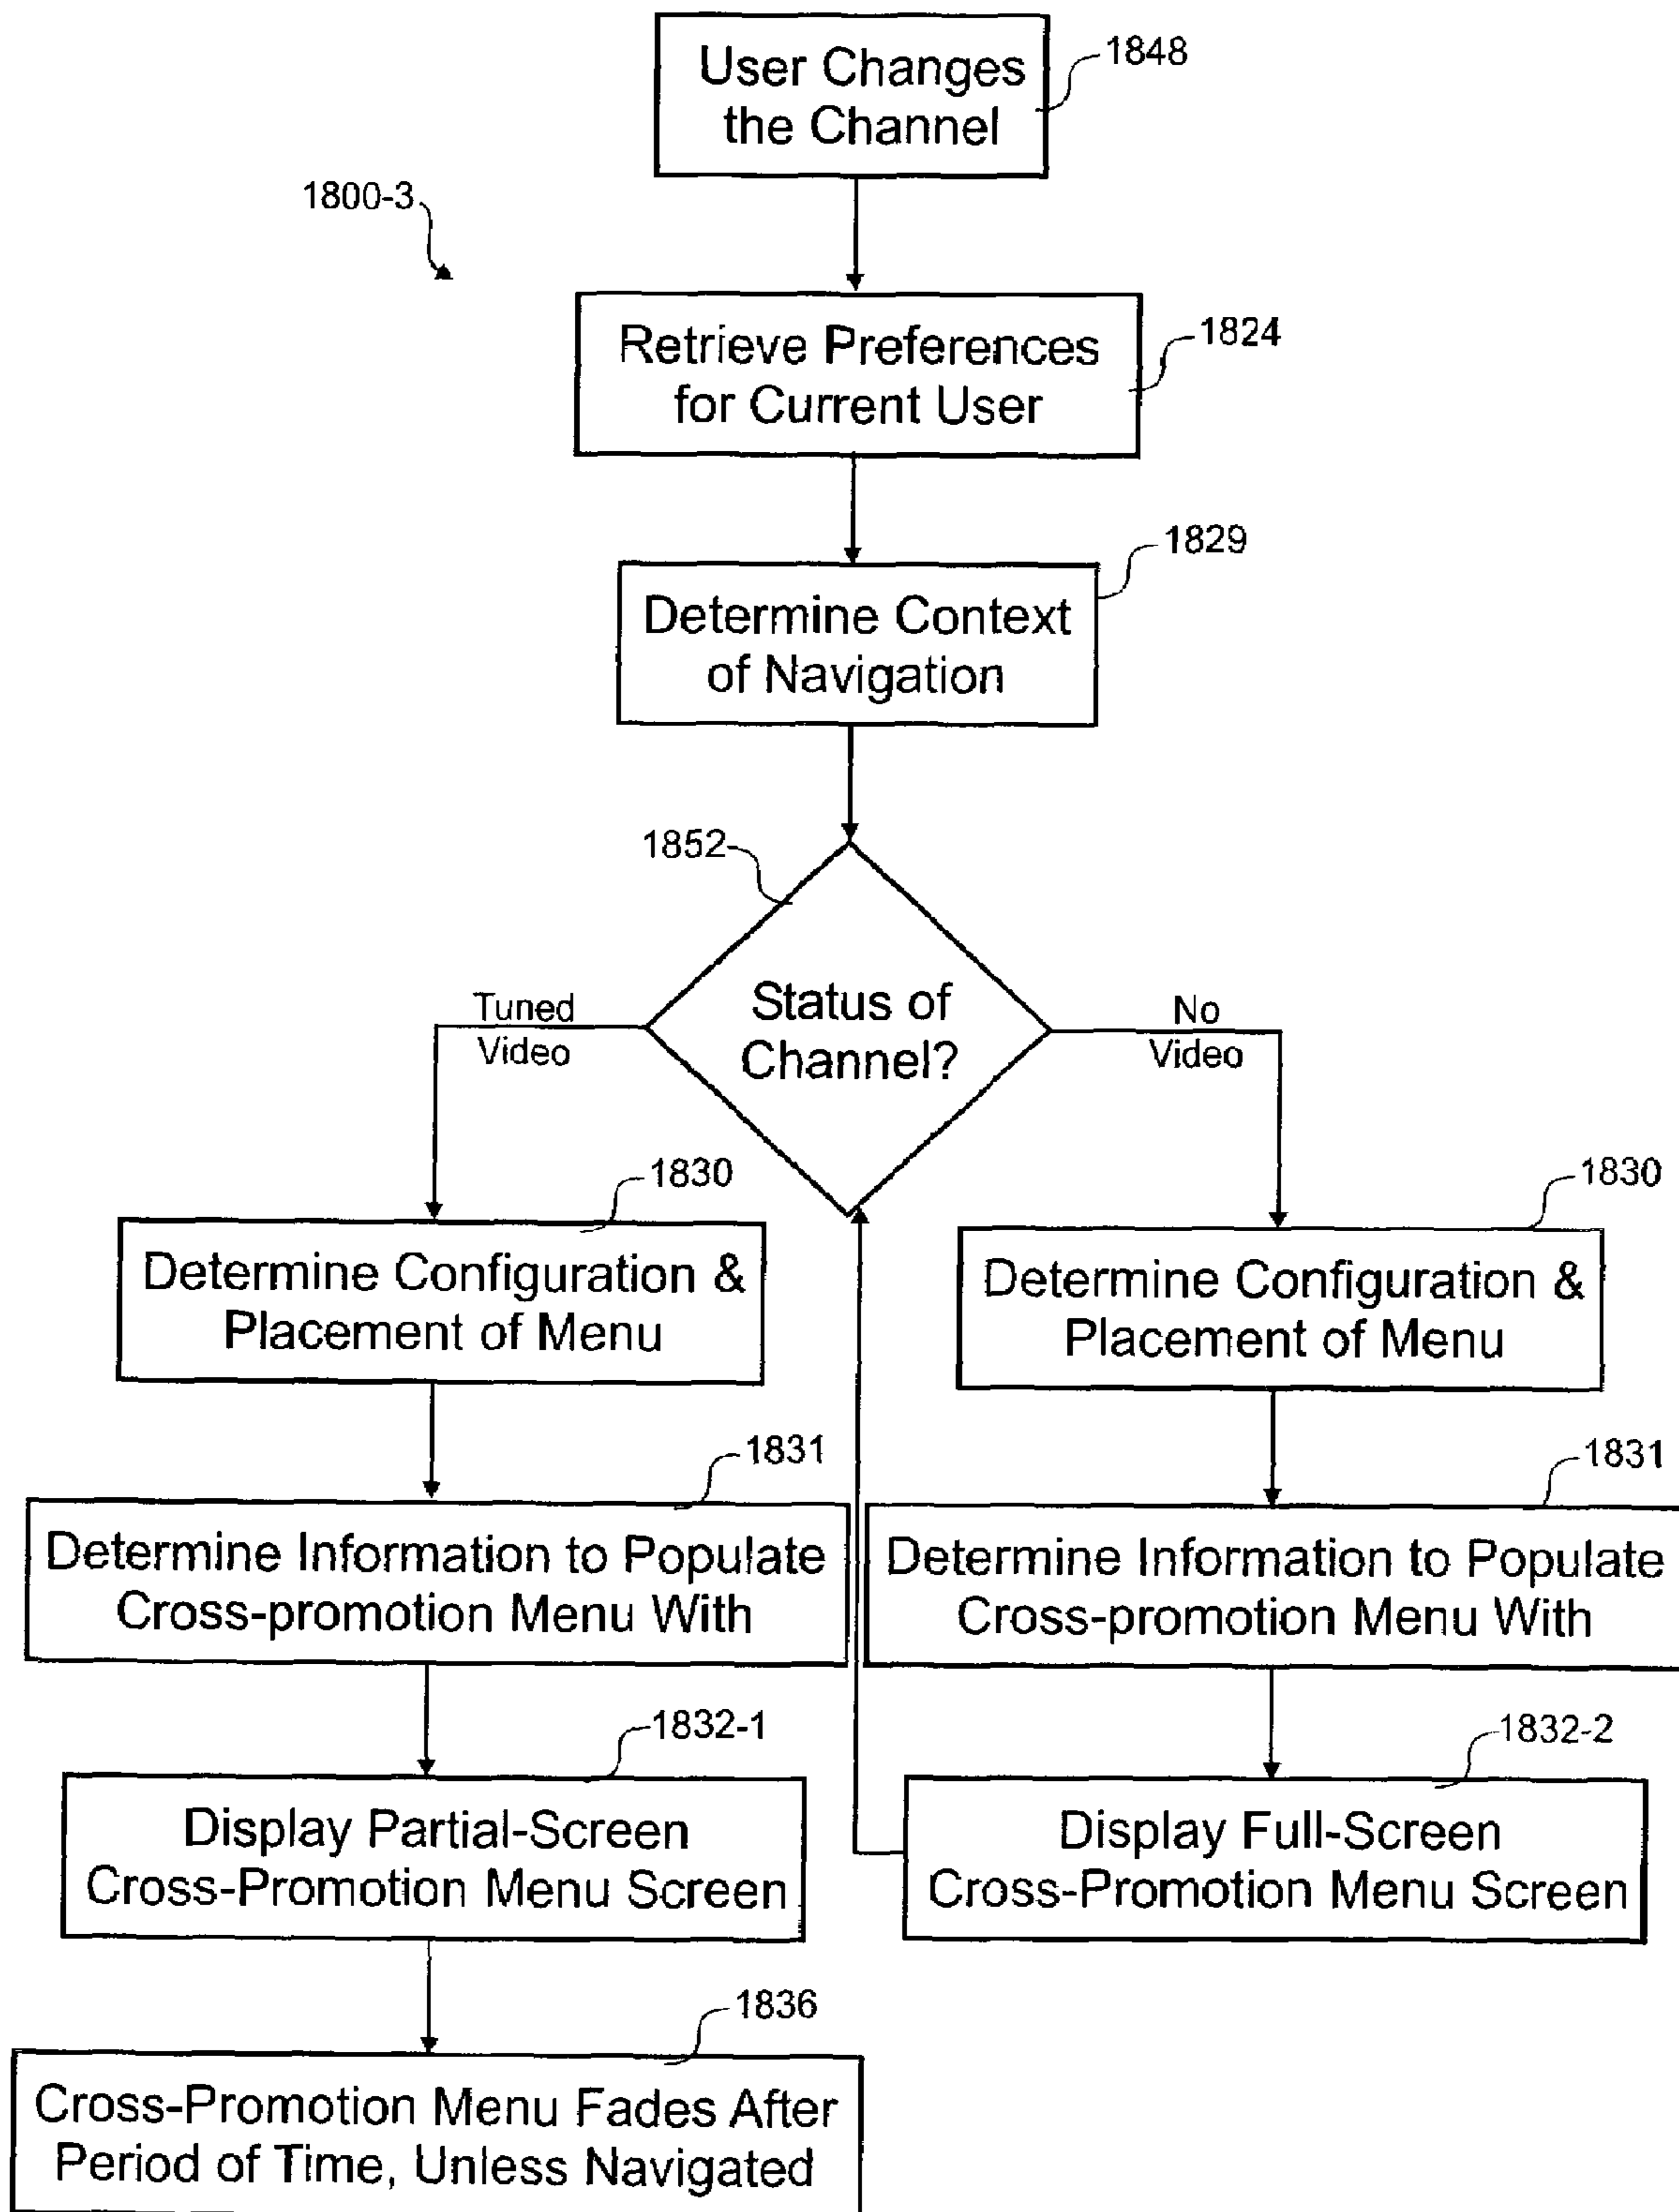 User Changes
the Channel
1848
1800-3
Retrieve Preferences
for Current User
1824
Determine Context
of Navigation
1829
1852
Status of
Channel?
Tuned
Video
No
Video
1830
Determine Configuration &
Placement of Menu
1830
Determine Configuration &
Placement of Menu
1831
Determine Information to Populate
Cross-promotion Menu With
1831
Determine Information to Populate
Cross-promotion Menu With
1832-1
Display Partial-Screen
Cross-Promotion Menu Screen
1832-2
Display Full-Screen
Cross-Promotion Menu Screen
1836
Cross-Promotion Menu Fades After
Period of Time, Unless Navigated